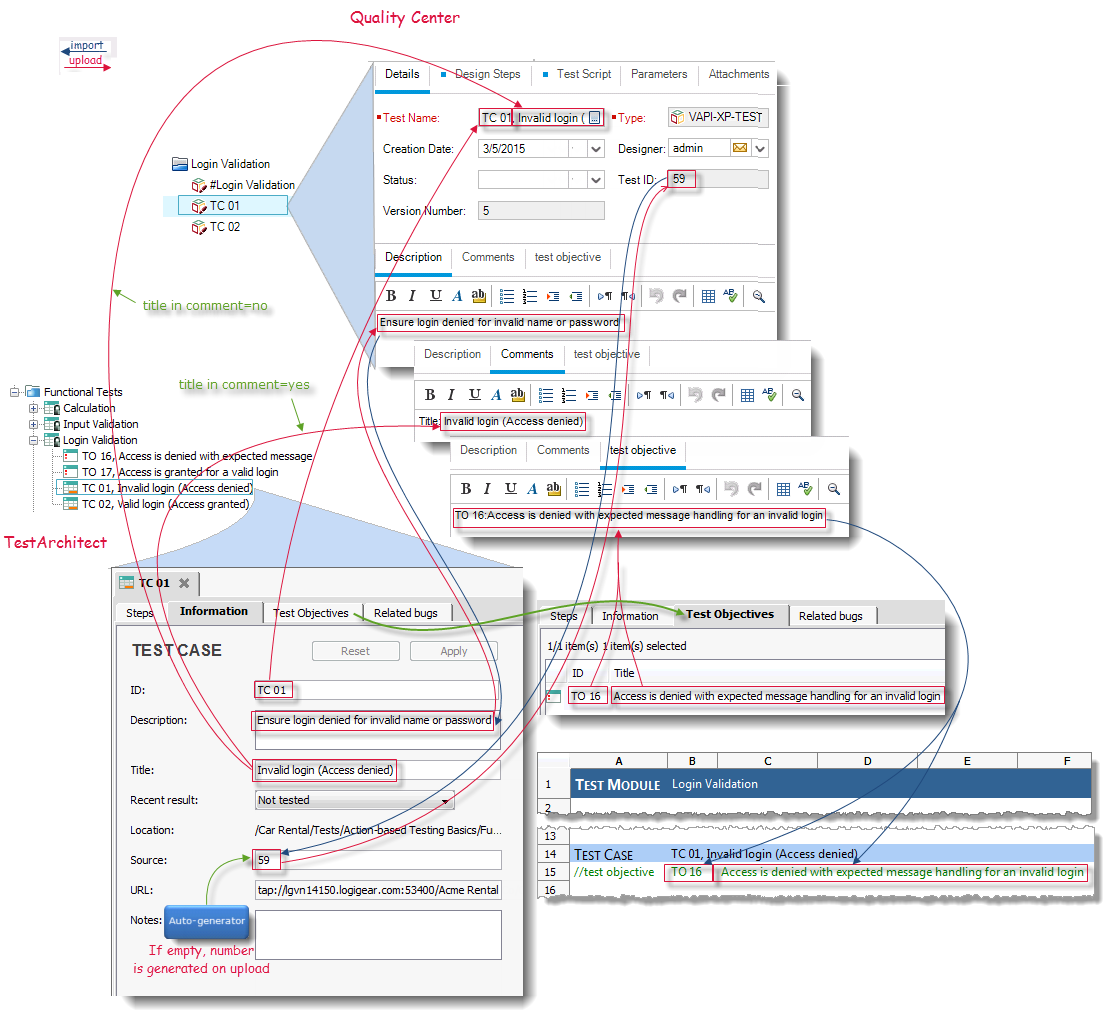 Quality Center
import
upload
Details
Design Steps
Test Script
Parameters
Attachments
Test Name:
TC 01, Invalid login (
...
Type:
VAPI-XP-TEST
Creation Date:
3/5/2015
Designer:
admin
Status:
Test ID:
59
Version Number:
5
Login Validation
#Login Validation
TC 01
TC 02
Description
Comments
test objective
B I U A ab
Ensure login denied for invalid name or password
title in comment=no
Description
Comments
test objective
B I U A ab
Title: Invalid login (Access denied)
title in comment=yes
Description
Comments
test objective
B I U A ab
TO 16:Access is denied with expected message handling for an invalid login
Functional Tests
Calculation
Input Validation
Login Validation
TO 16, Access is denied with expected message
TO 17, Access is granted for a valid login
TC 01, Invalid login (Access denied)
TC 02, Valid login (Access granted)
TestArchitect
TC 01
Steps
Information
Test Objectives
Related bugs
TEST CASE
Reset
Apply
ID:
TC 01
Description:
Ensure login denied for invalid name or password
Title:
Invalid login (Access denied)
Recent result:
Not tested
Location:
/Car Rental/Tests/Action-based Testing Basics/Fu...
Source:
59
URL:
tap://lgvn14150.logigear.com:53400/Acme Rental
Notes:
Auto-generator
If empty, number
is generated on upload
Steps
Information
Test Objectives
Related bugs
1/1 item(s) 1 item(s) selected
ID
Title
TO 16
Access is denied with expected message handling for an invalid login
A B C D E F
1 TEST MODULE Login Validation
2
13
14 TEST CASE TC 01, Invalid login (Access denied)
15 //test objective TO 16 Access is denied with expected message handling for an invalid login
16